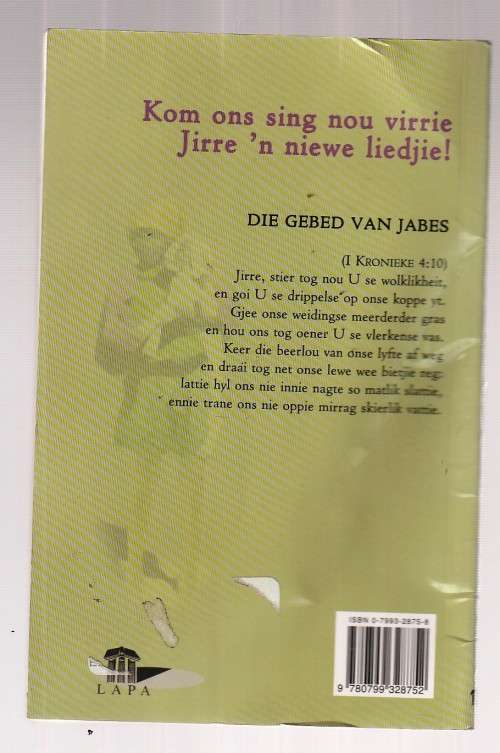 Kom ons sing nou virrie
Jirre 'n niewe liedjie!
DIE GEBED VAN JABES
(I KRONIEKE 4:10)
Jirre, stier tog nou U se wolklikheit,
en goi U se drippelse op onse koppe yt.
Gjee onse weidingse meerderder gras
en hou ons tog oener U se vlerkense vas.
Keer die beerlou van onse lyfte af weg
en draai tog net onse lewe wee bietjie reg;
lattie hyl ons nie innie nagte so matlik slattie,
ennie trane ons nie oppie mirrag skierlik vattie.
ISBN 0-7993-2875-8
9 780799 328752
LAPA